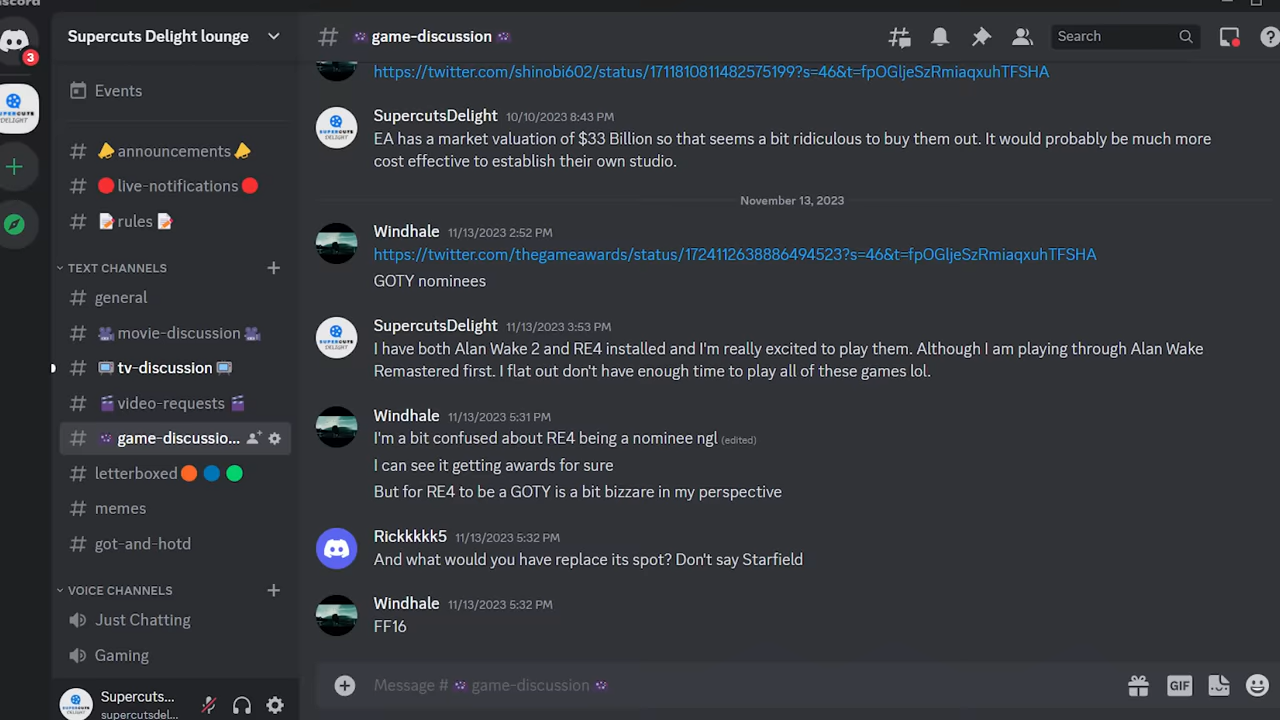 iscord
3
SUPERCUTS
DELIGHT
Supercuts Delight lounge
Events
announcements
live-notifications
rules
TEXT CHANNELS
general
movie-discussion
tv-discussion
video-requests
game-discussio...
letterboxed
memes
got-and-hotd
VOICE CHANNELS
Just Chatting
Gaming
Supercuts...
supercutsdel...
# game-discussion
Search
https://twitter.com/shinobi602/status/1711810811482575199?s=46&t=fpOGljeSzRmiaqxuhTFSHA
SupercutsDelight 10/10/2023 8:43 PM
EA has a market valuation of $33 Billion so that seems a bit ridiculous to buy them out. It would probably be much more
cost effective to establish their own studio.
November 13, 2023
Windhale 11/13/2023 2:52 PM
https://twitter.com/thegameawards/status/1724112638886494523?s=46&t=fpOGljeSzRmiaqxuhTFSHA
GOTY nominees
SupercutsDelight 11/13/2023 3:53 PM
I have both Alan Wake 2 and RE4 installed and I'm really excited to play them. Although I am playing through Alan Wake
Remastered first. I flat out don't have enough time to play all of these games lol.
Windhale 11/13/2023 5:31 PM
I'm a bit confused about RE4 being a nominee ngl (edited)
I can see it getting awards for sure
But for RE4 to be a GOTY is a bit bizzare in my perspective
Rickkkkk5 11/13/2023 5:32 PM
And what would you have replace its spot? Don't say Starfield
Windhale 11/13/2023 5:32 PM
FF16
Message # game-discussion
GIF